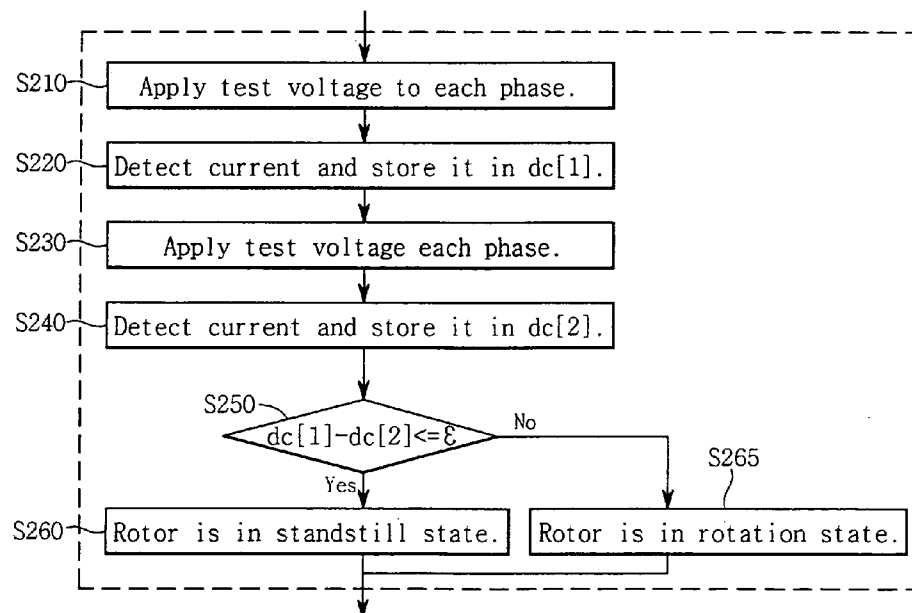 S210
Apply test voltage to each phase.
S220
Detect current and store it in dc[1].
S230
Apply test voltage each phase.
S240
Detect current and store it in dc[2].
S250
dc[1]-dc[2]<=ε
No
Yes
S265
S260
Rotor is in standstill state.
Rotor is in rotation state.